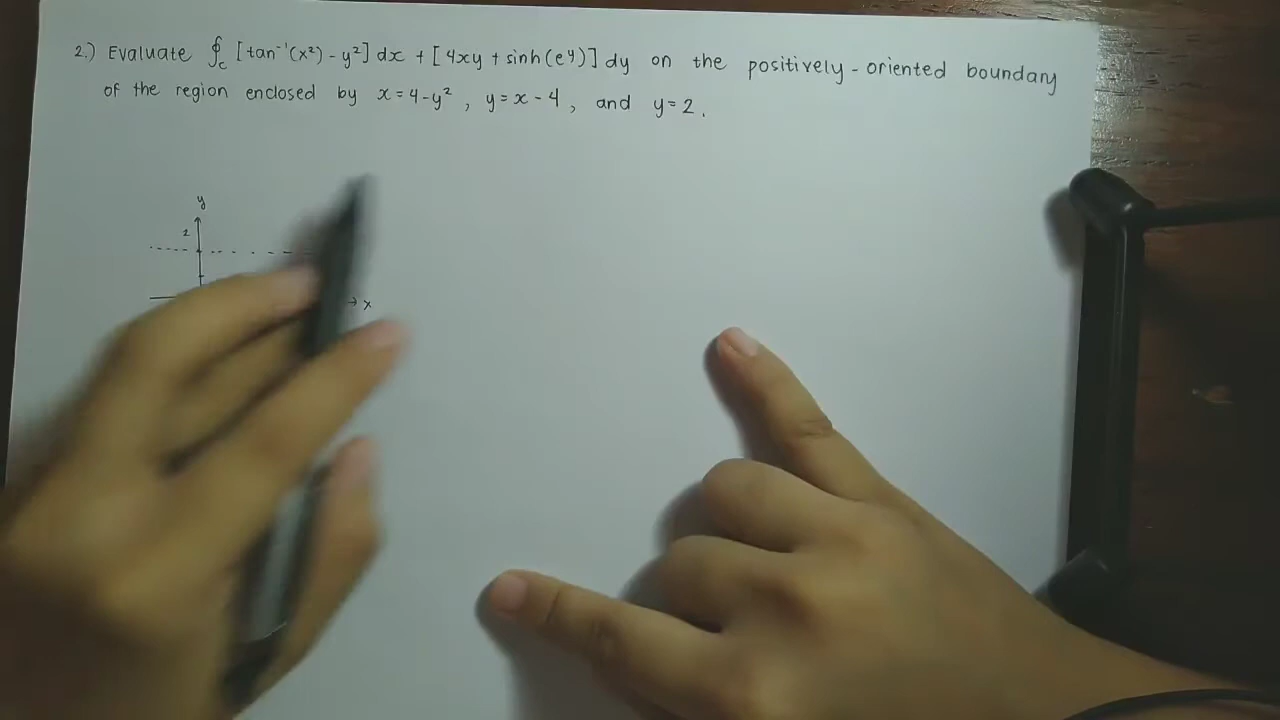 2.) Evaluate ∮_c [tan⁻¹(x²) - y²] dx + [4xy + sinh(e^y)] dy on the positively-oriented boundary
of the region enclosed by x = 4 - y², y = x - 4, and y = 2.
y
2
x